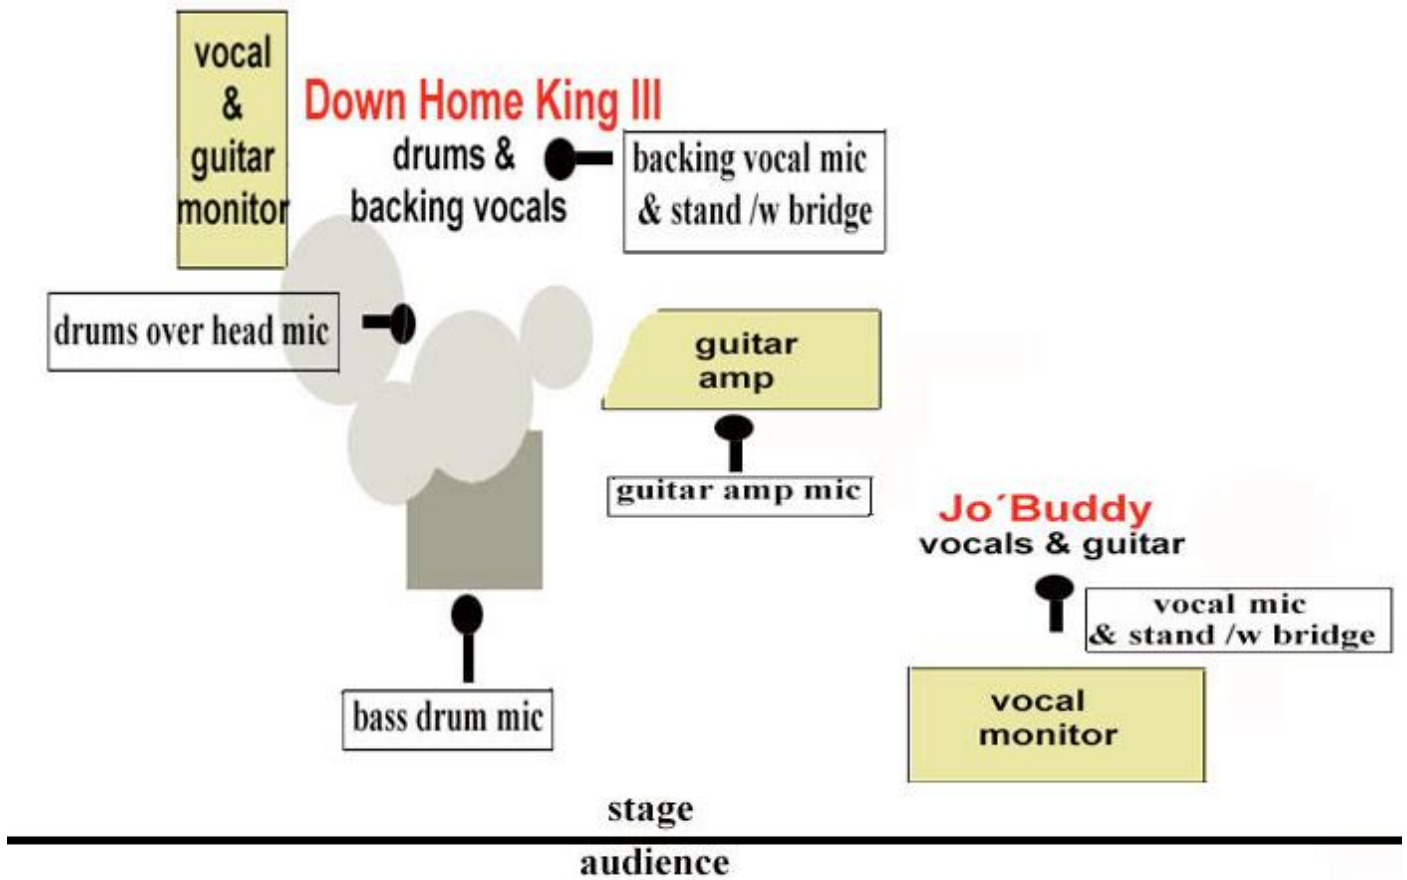 vocal
&
guitar
monitor
Down Home King III
drums &
backing vocals
backing vocal mic
& stand /w bridge
drums over head mic
guitar
amp
guitar amp mic
Jo´Buddy
vocals & guitar
vocal mic
& stand /w bridge
bass drum mic
vocal
monitor
stage
audience